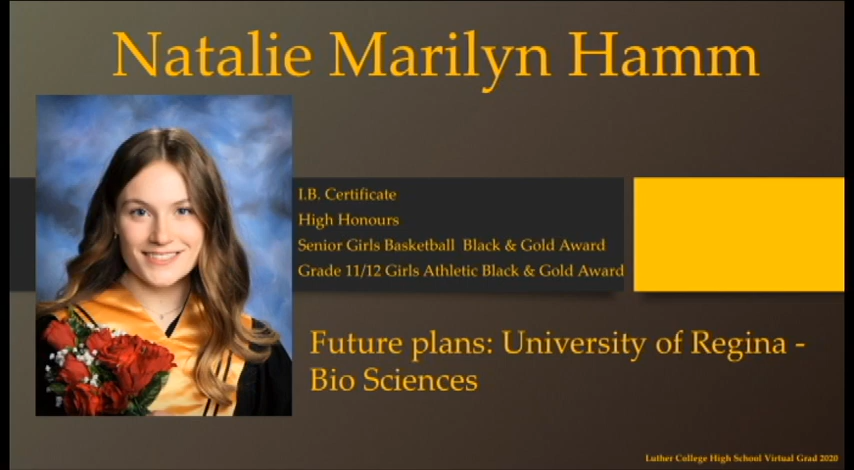 Natalie Marilyn Hamm
I.B. Certificate
High Honours
Senior Girls Basketball Black & Gold Award
Grade 11/12 Girls Athletic Black & Gold Award
Future plans: University of Regina -
Bio Sciences
Luther College High School Virtual Grad 2020